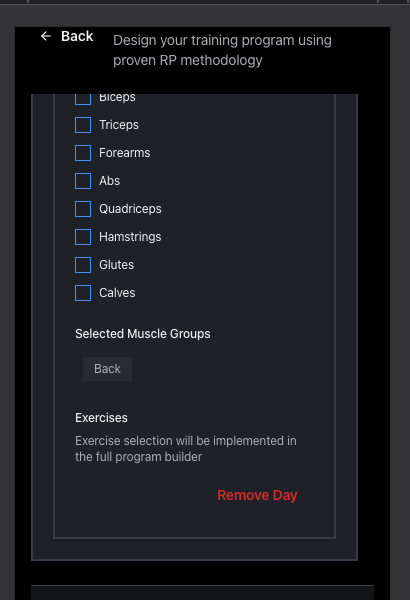 Back
Design your training program using
proven RP methodology
Biceps
Triceps
Forearms
Abs
Quadriceps
Hamstrings
Glutes
Calves
Selected Muscle Groups
Back
Exercises
Exercise selection will be implemented in
the full program builder
Remove Day